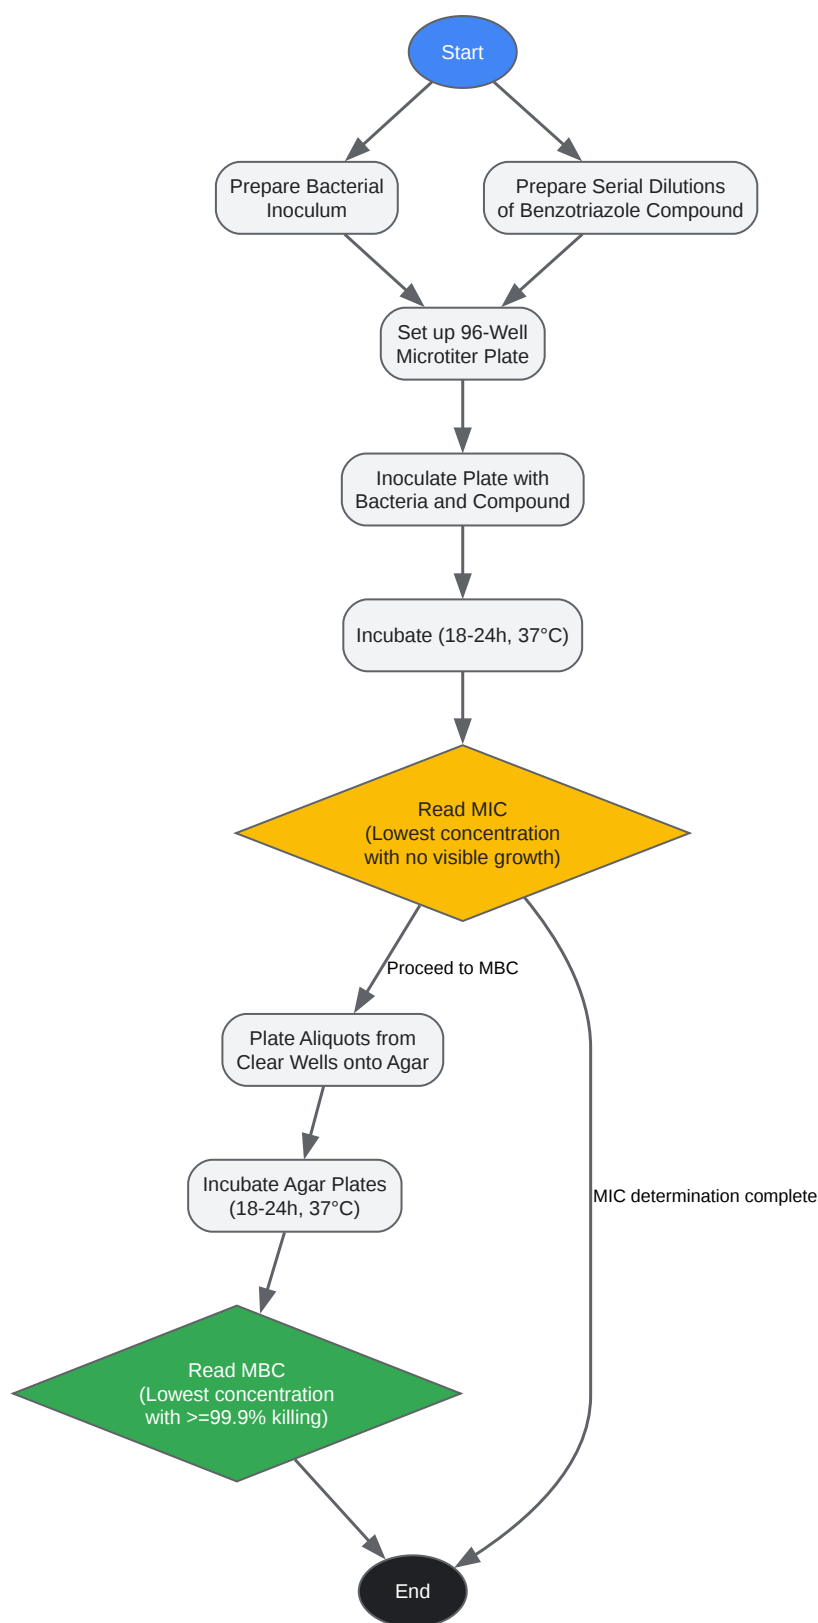 Start
Prepare Bacterial
Inoculum
Prepare Serial Dilutions
of Benzotriazole Compound
Set up 96-Well
Microtiter Plate
Inoculate Plate with
Bacteria and Compound
Incubate (18-24h, 37°C)
Read MIC
(Lowest concentration
with no visible growth)
Proceed to MBC
Plate Aliquots from
Clear Wells onto Agar
Incubate Agar Plates
(18-24h, 37°C)
MIC determination complete
Read MBC
(Lowest concentration
with >=99.9% killing)
End